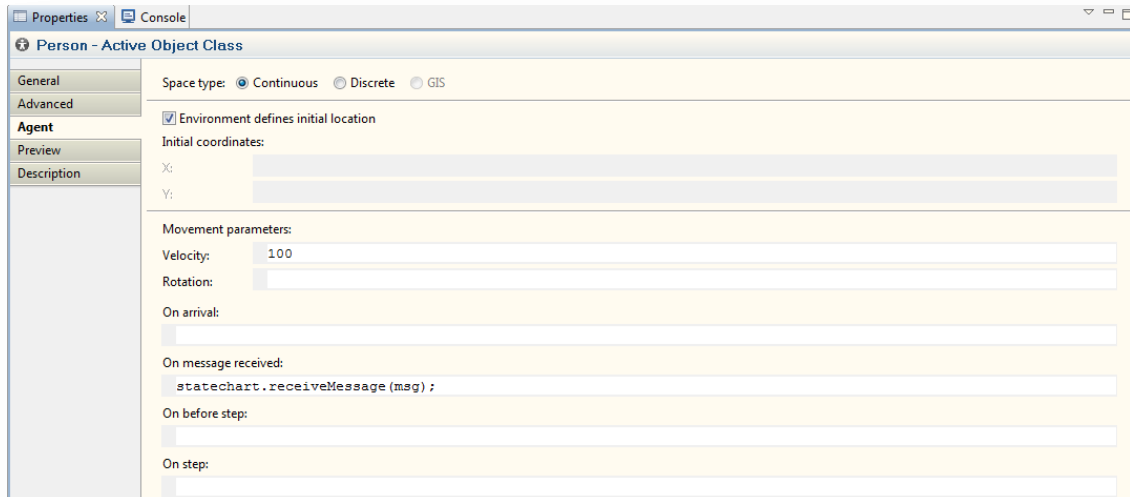 Properties Console
Person - Active Object Class
General
Advanced
Agent
Preview
Description
Space type: Continuous Discrete GIS
Environment defines initial location
Initial coordinates:
X:
Y:
Movement parameters:
Velocity: 100
Rotation:
On arrival:
On message received:
statechart.receiveMessage(msg);
On before step:
On step: